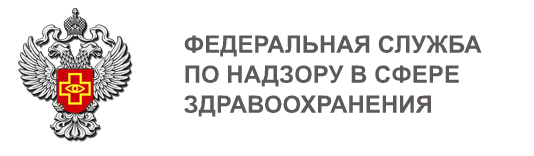 ФЕДЕРАЛЬНАЯ СЛУЖБА
ПО НАДЗОРУ В СФЕРЕ
ЗДРАВООХРАНЕНИЯ